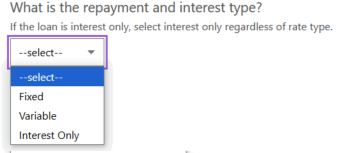 What is the repayment and interest type?
If the loan is interest only, select interest only regardless of rate type.
--select--
--select--
Fixed
Variable
Interest Only